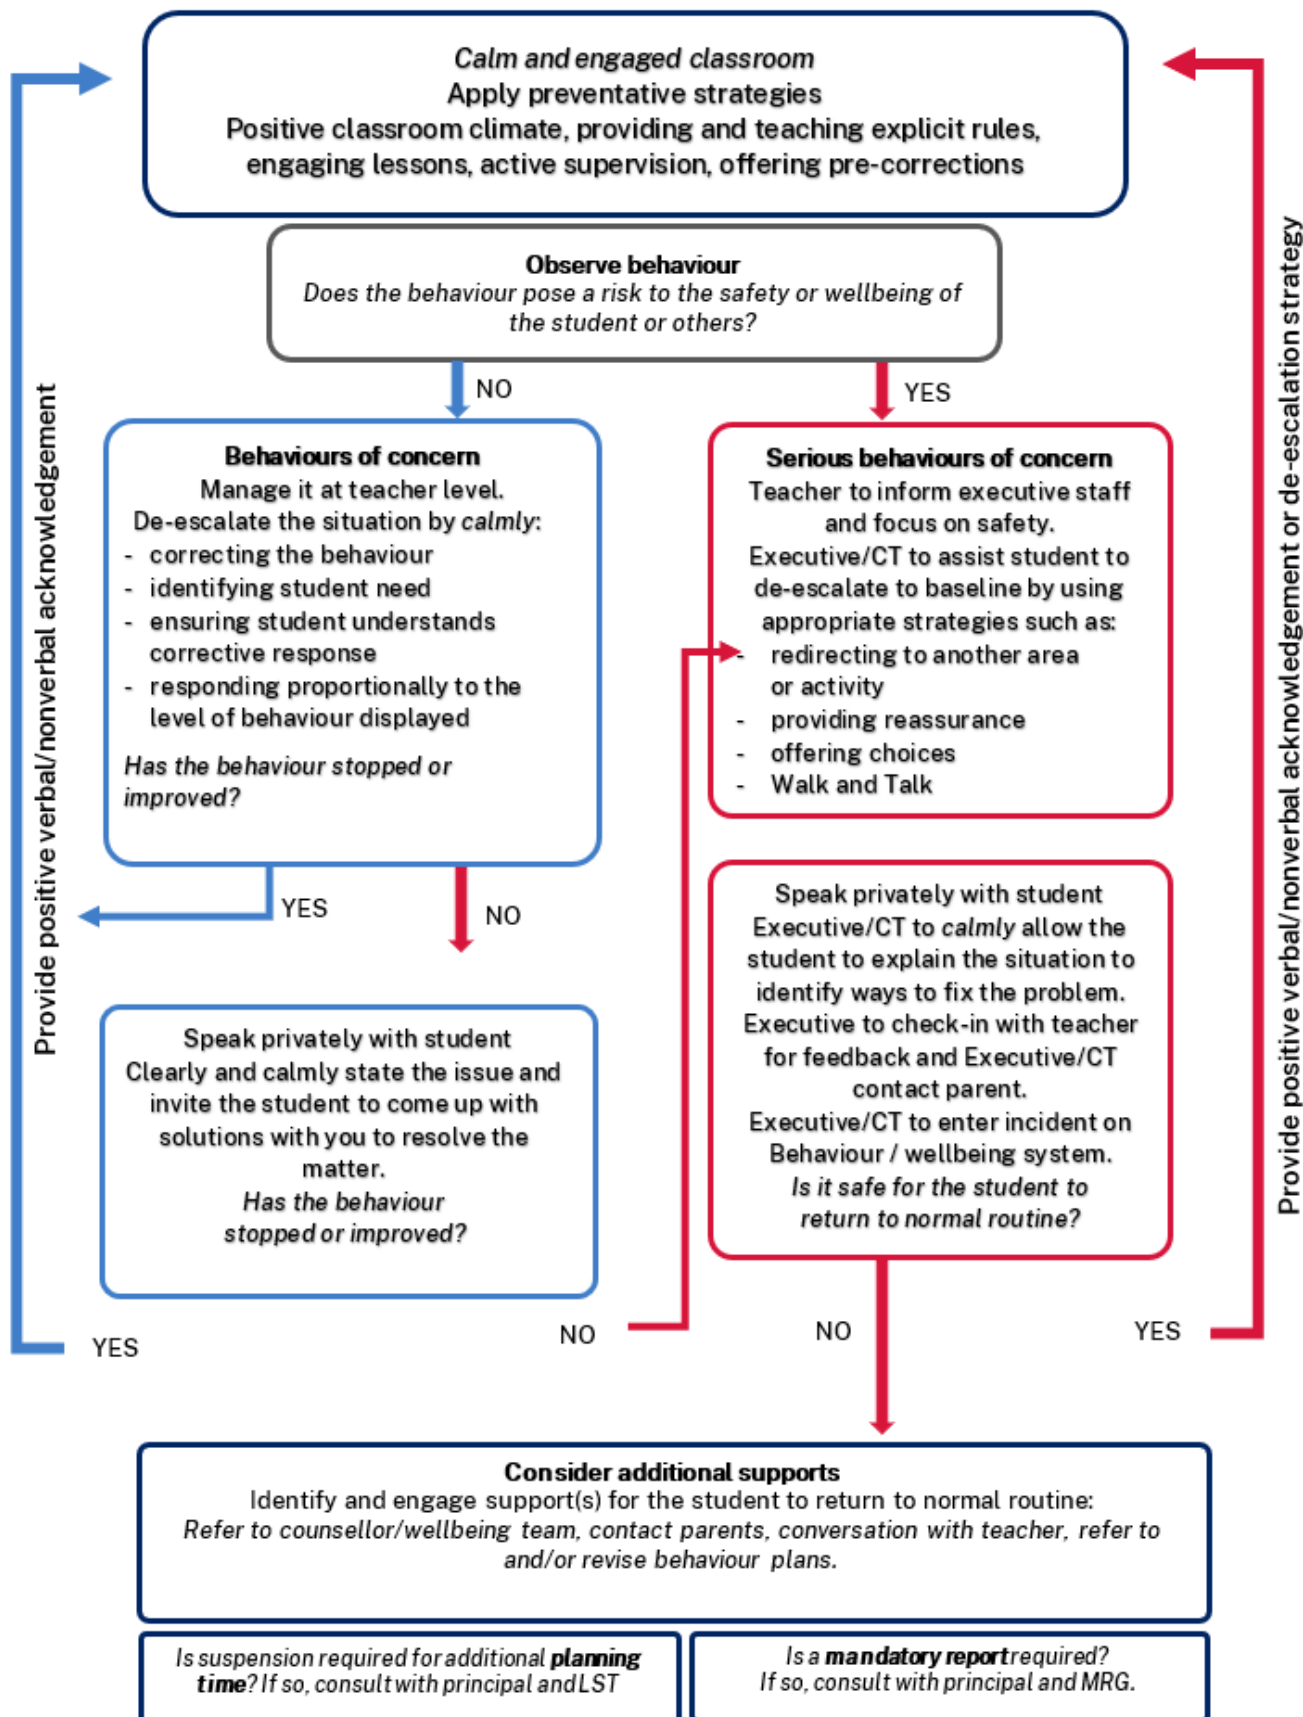 Calm and engaged classroom
Apply preventative strategies
Positive classroom climate, providing and teaching explicit rules,
engaging lessons, active supervision, offering pre-corrections
Observe behaviour
Does the behaviour pose a risk to the safety or wellbeing of
the student or others?
NO
YES
Behaviours of concern
Manage it at teacher level.
De-escalate the situation by calmly:
- correcting the behaviour
- identifying student need
- ensuring student understands
corrective response
- responding proportionally to the
level of behaviour displayed
Has the behaviour stopped or
improved?
YES
NO
Speak privately with student
Clearly and calmly state the issue and
invite the student to come up with
solutions with you to resolve the
matter.
Has the behaviour
stopped or improved?
YES
NO
Provide positive verbal/nonverbal acknowledgement
Serious behaviours of concern
Teacher to inform executive staff
and focus on safety.
Executive/CT to assist student to
de-escalate to baseline by using
appropriate strategies such as:
- redirecting to another area
or activity
- providing reassurance
- offering choices
- Walk and Talk
Speak privately with student
Executive/CT to calmly allow the
student to explain the situation to
identify ways to fix the problem.
Executive to check-in with teacher
for feedback and Executive/CT
contact parent.
Executive/CT to enter incident on
Behaviour / wellbeing system.
Is it safe for the student to
return to normal routine?
NO
YES
Provide positive verbal/nonverbal acknowledgement or de-escalation strategy
Consider additional supports
Identify and engage support(s) for the student to return to normal routine:
Refer to counsellor/wellbeing team, contact parents, conversation with teacher, refer to
and/or revise behaviour plans.
Is suspension required for additional planning
time? If so, consult with principal and LST
Is a mandatory report required?
If so, consult with principal and MRG.